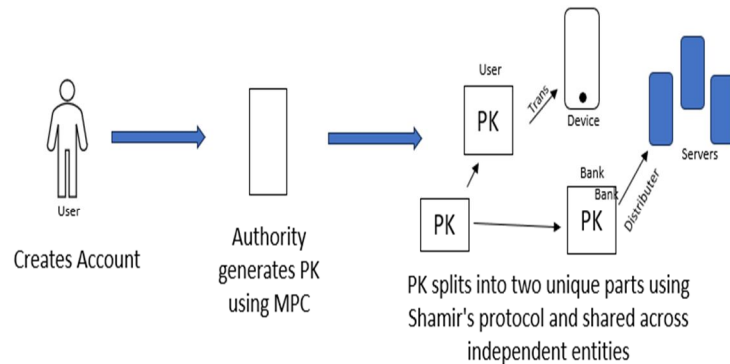 User
Creates Account
Authority
generates PK
using MPC
User
PK
Trans
Device
PK
Bank
Bank
PK
Distributer
Servers
PK splits into two unique parts using
Shamir's protocol and shared across
independent entities